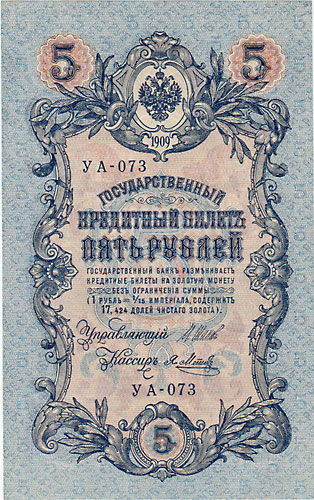 5 5
1909
УА-073
ГОСУДАРСТВЕННЫЙ
КРЕДИТНЫЙ БИЛЕТЪ
ПЯТЬ РУБЛЕЙ
ГОСУДАРСТВЕННЫЙ БАНКЪ РАЗМѢНИВАЕТЪ
КРЕДИТНЫЕ БИЛЕТЫ НА ЗОЛОТУЮ МОНЕТУ
БЕЗЪ ОГРАНИЧЕНІЯ СУММЫ
(1 РУБЛЬ = 1/15 ИМПЕРІАЛА, СОДЕРЖИТЪ
17,424 ДОЛЕЙ ЧИСТАГО ЗОЛОТА).
Управляющій
Кассиръ
УА-073
5